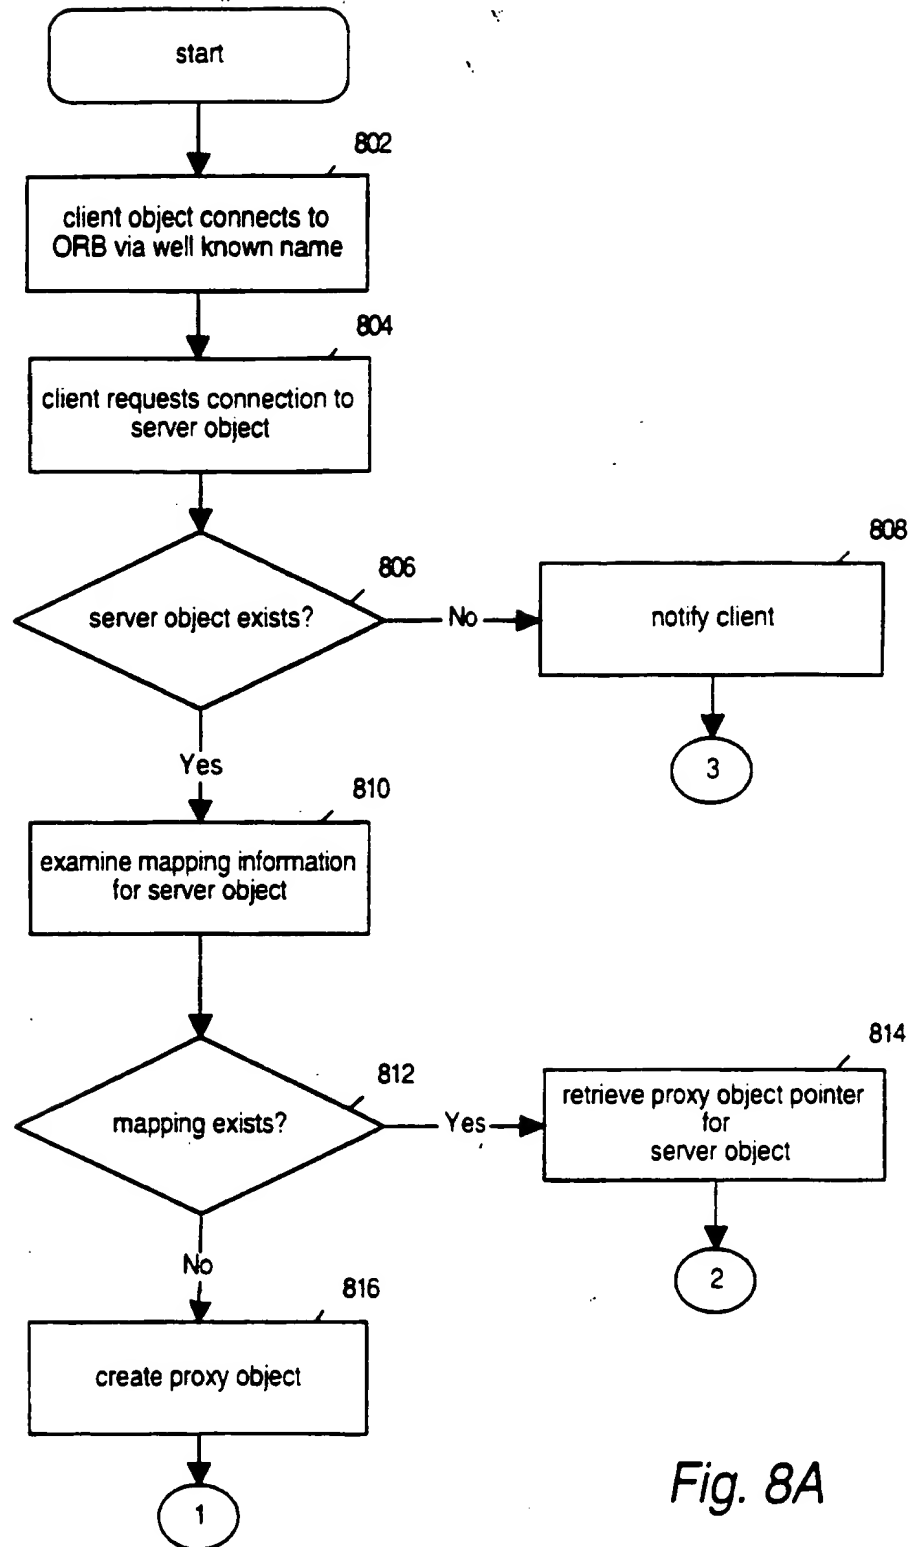 start
802
client object connects to
ORB via well known name
804
client requests connection to
server object
806
server object exists?
No
808
notify client
3
Yes
810
examine mapping information
for server object
812
mapping exists?
Yes
814
retrieve proxy object pointer
for
server object
2
No
816
create proxy object
1
Fig. 8A